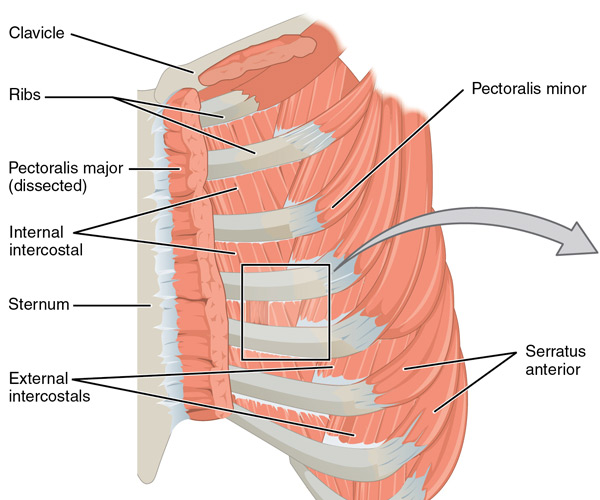 Clavicle
Ribs
Pectoralis major
(dissected)
Internal
intercostal
Sternum
External
intercostals
Pectoralis minor
Serratus
anterior